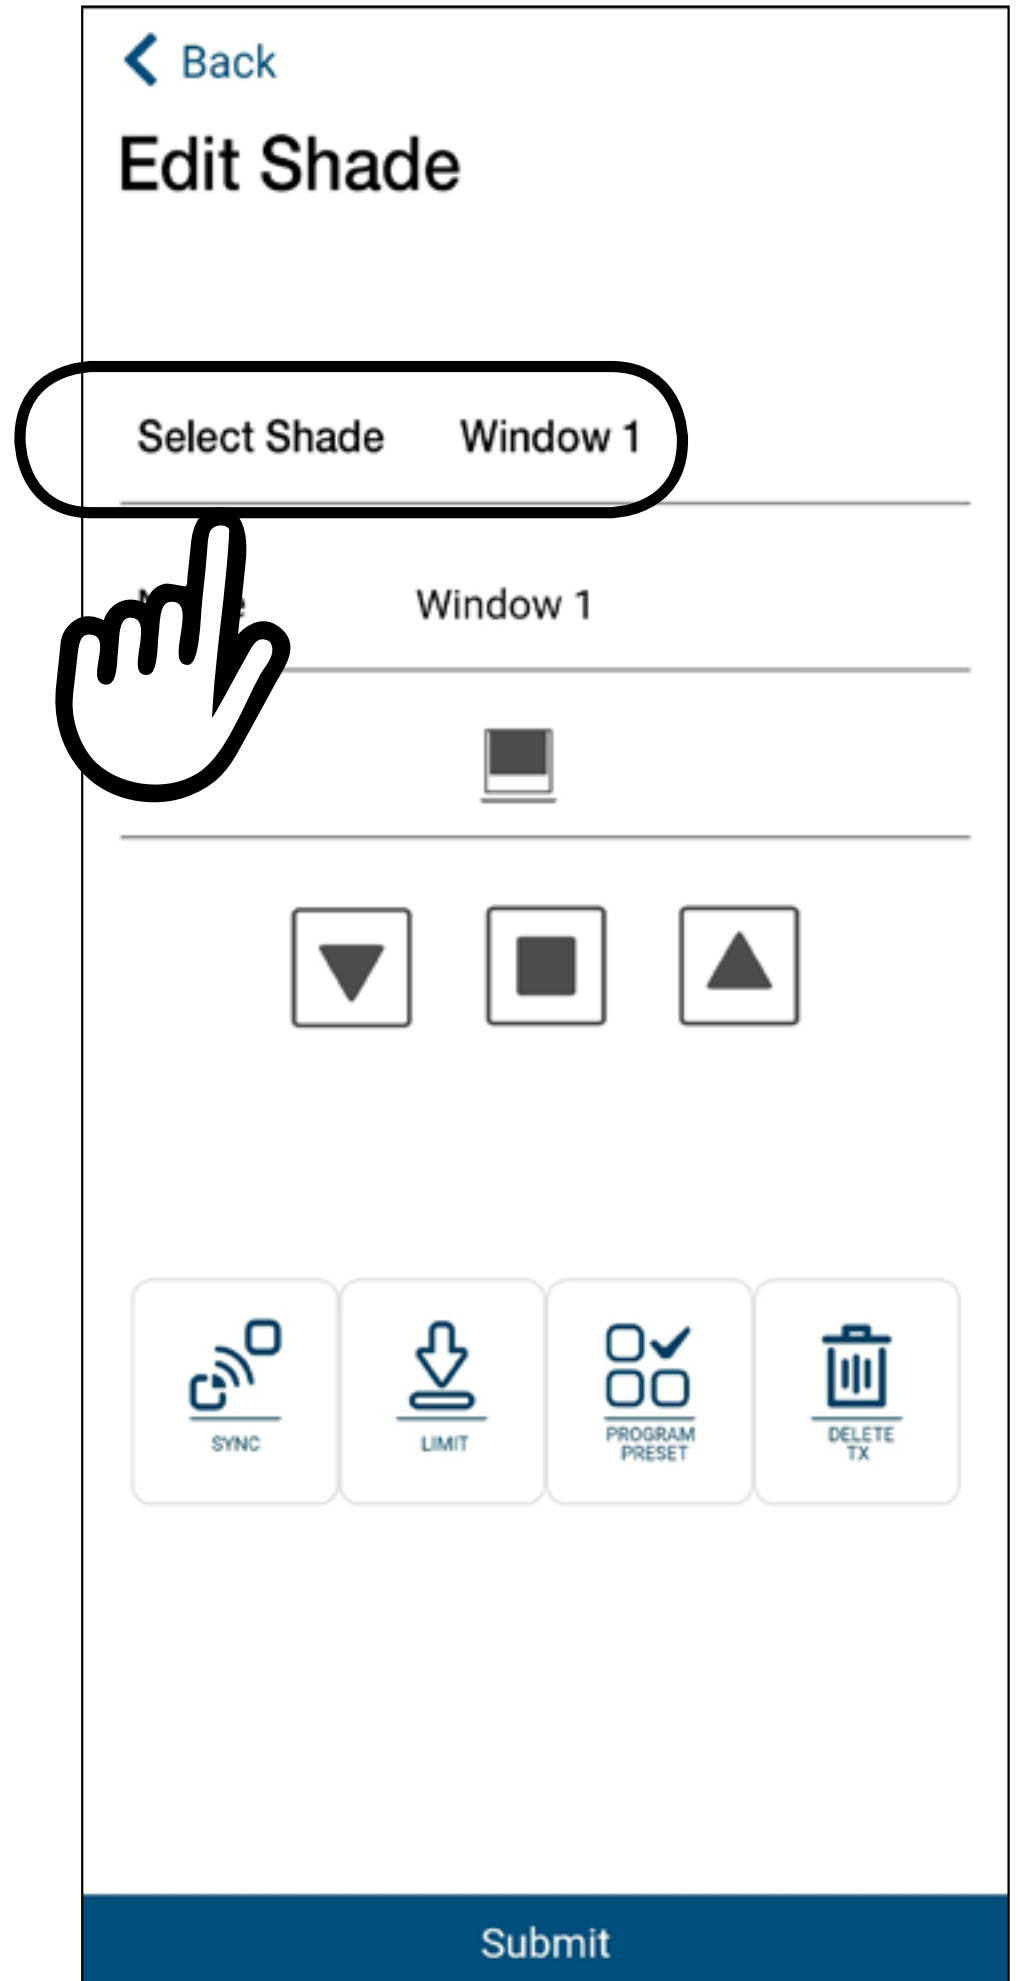 Back
Edit Shade
Select Shade Window 1
Window 1
SYNC
LIMIT
PROGRAM
PRESET
DELETE
TX
Submit